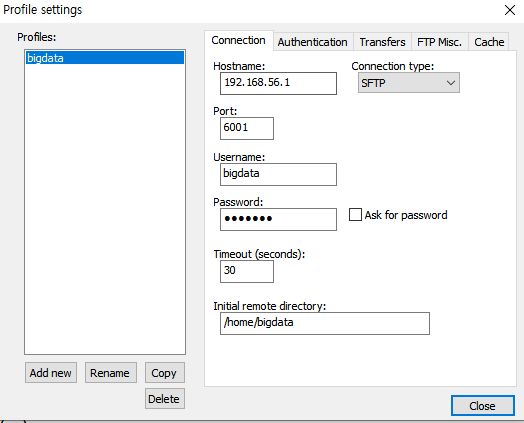 Profile settings
Profiles:
bigdata
Add new
Rename
Copy
Delete
Connection
Authentication
Transfers
FTP Misc.
Cache
Hostname:
192.168.56.1
Connection type:
SFTP
Port:
6001
Username:
bigdata
Password:
●●●●●●●
Ask for password
Timeout (seconds):
30
Initial remote directory:
/home/bigdata
Close